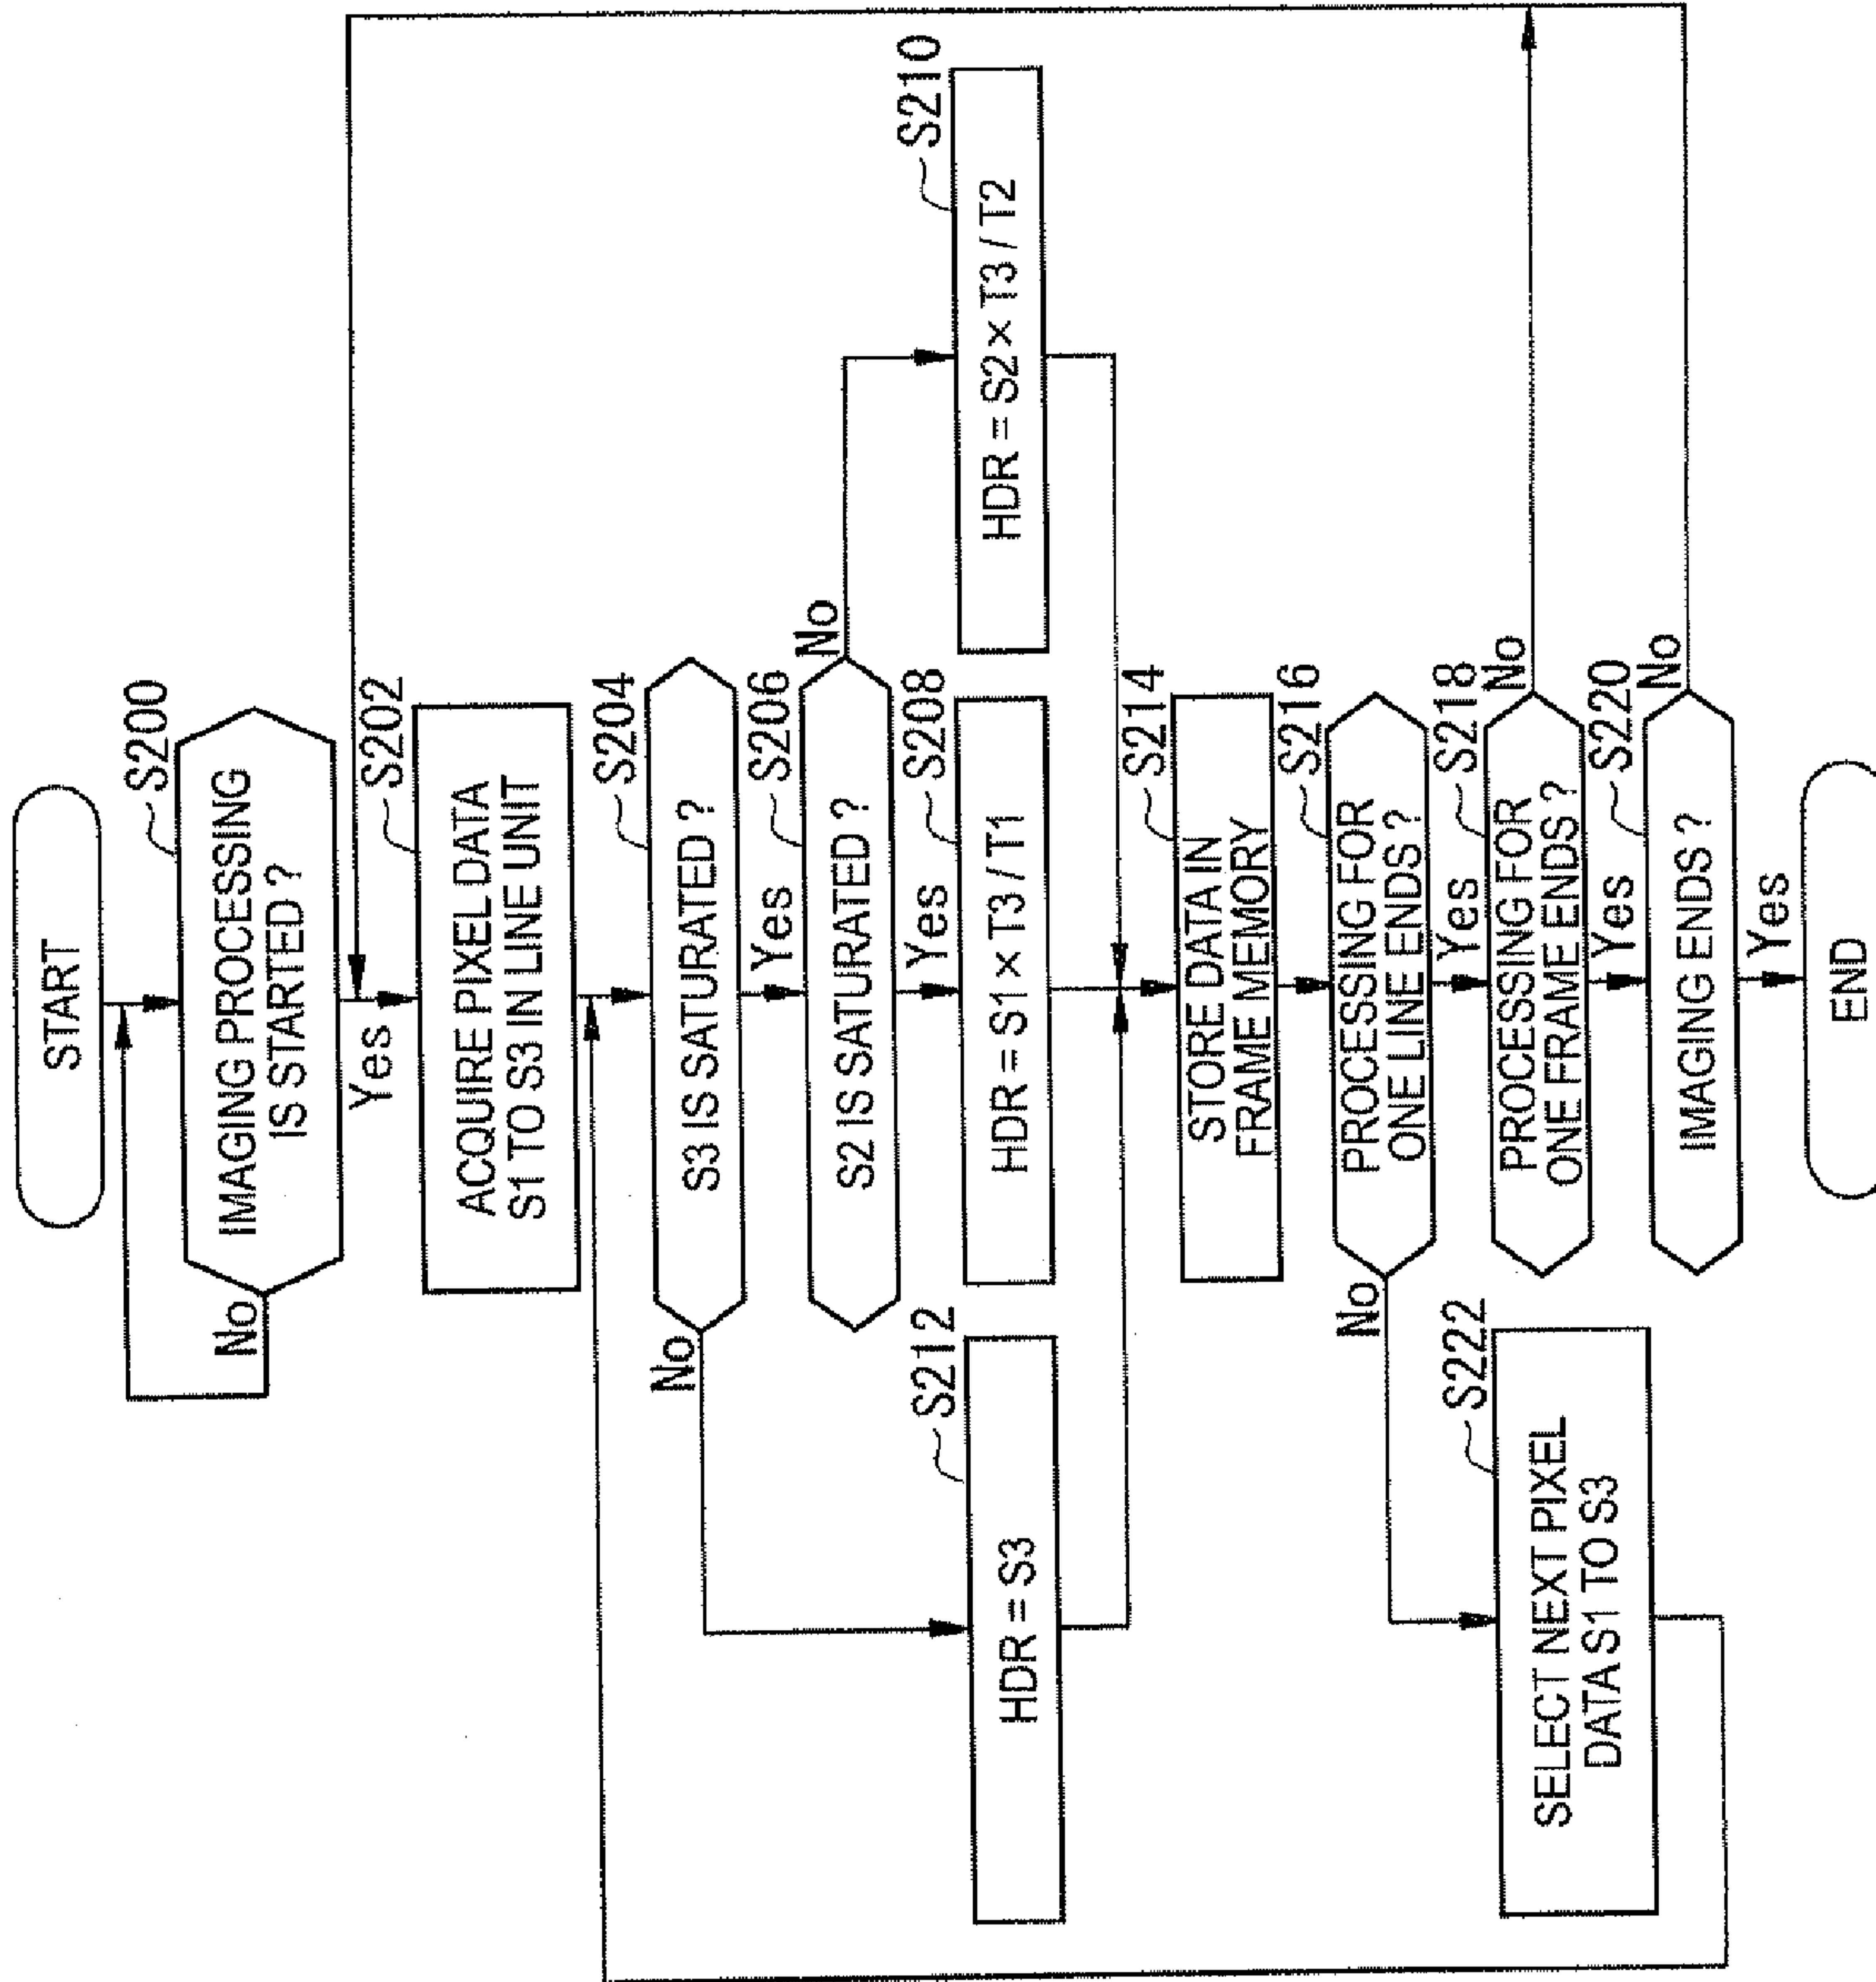 START
S200
IMAGING PROCESSING
IS STARTED ?
No
Yes
S202
ACQUIRE PIXEL DATA
S1 TO S3 IN LINE UNIT
S204
S3 IS SATURATED ?
No
Yes
S206
S2 IS SATURATED ?
No
Yes
S212
HDR = S3
S208
HDR = S1 × T3 / T1
S210
HDR = S2 × T3 / T2
S214
STORE DATA IN
FRAME MEMORY
S216
PROCESSING FOR
ONE LINE ENDS ?
No
Yes
S222
SELECT NEXT PIXEL
DATA S1 TO S3
S218
PROCESSING FOR
ONE FRAME ENDS ?
No
Yes
S220
IMAGING ENDS ?
No
Yes
END